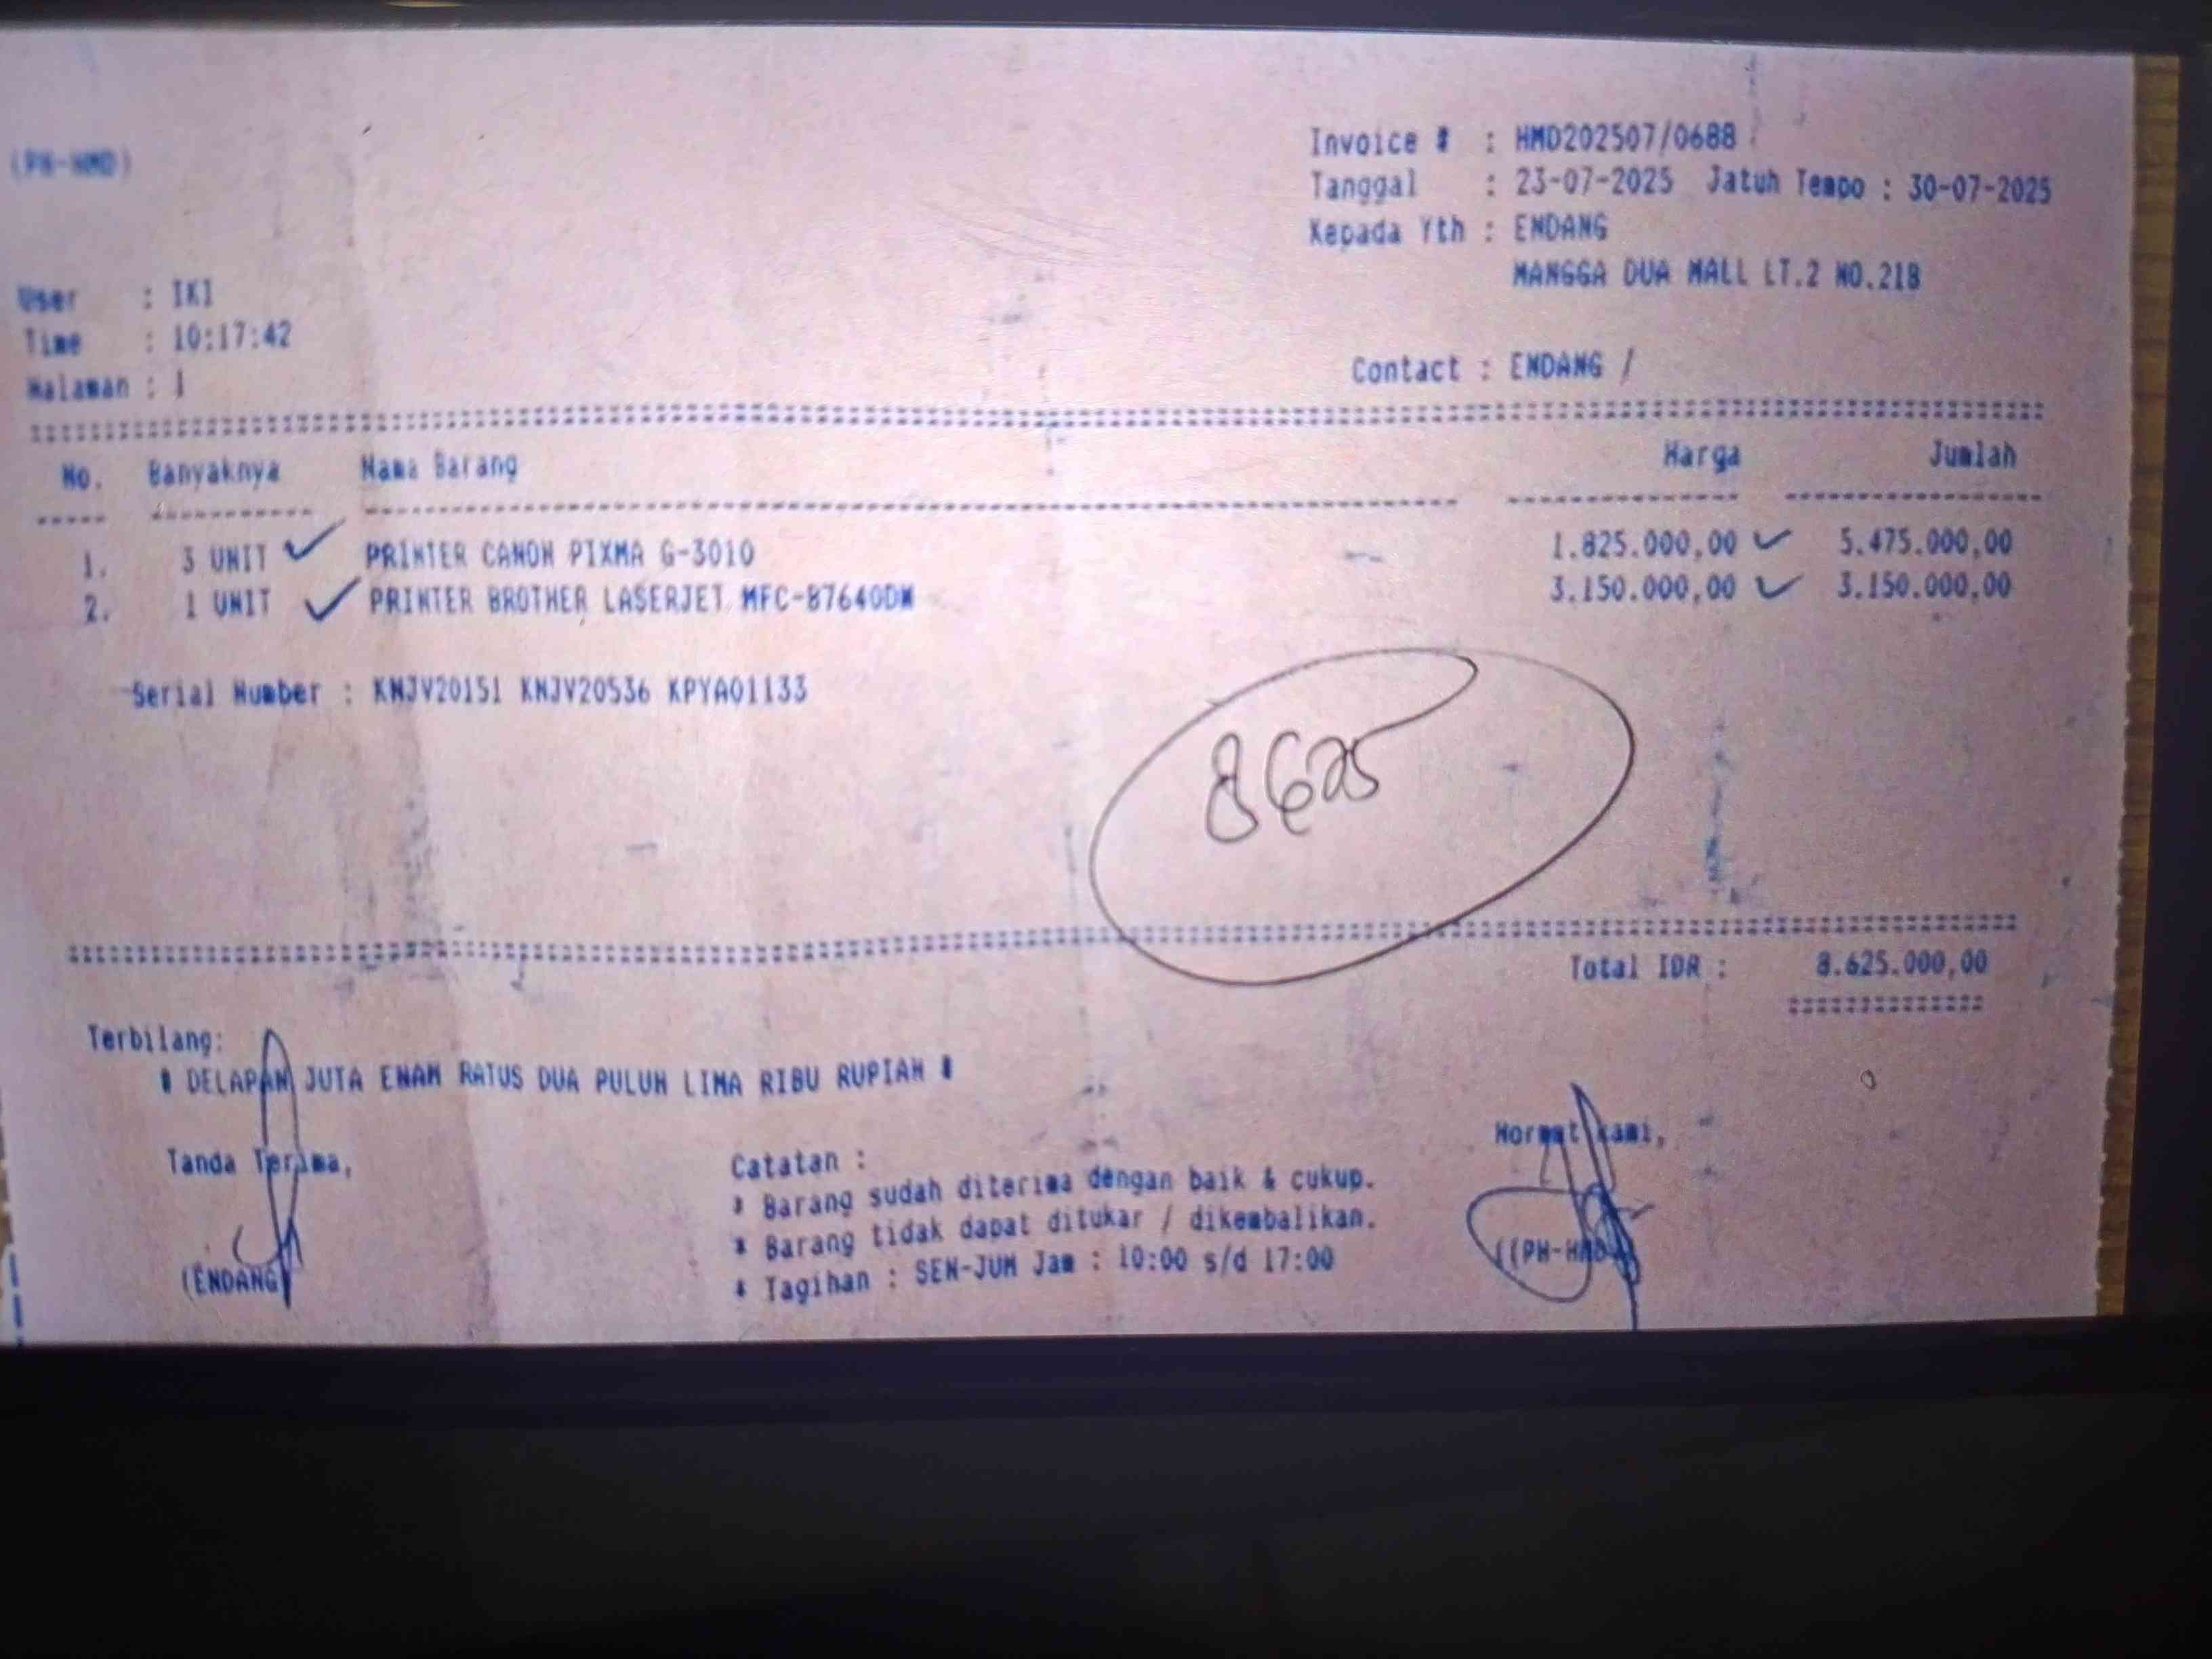 (PH-HMD)
Invoice # : HMD202507/0688
Tanggal : 23-07-2025 Jatuh Tempo : 30-07-2025
Kepada Yth : ENDANG
MANGGA DUA MALL LT.2 NO.21B
User : IKI
Time : 10:17:42
Halaman : 1
Contact : ENDANG /
No. Banyaknya Nama Barang Harga Jumlah
1. 3 UNIT PRINTER CANON PIXMA G-3010 1.825.000,00 5.475.000,00
2. 1 UNIT PRINTER BROTHER LASERJET MFC-B7640DW 3.150.000,00 3.150.000,00
Serial Number : KNJV20151 KNJV20536 KPYA01133
8625
Total IDR : 8.625.000,00
Terbilang:
# DELAPAN JUTA ENAM RATUS DUA PULUH LIMA RIBU RUPIAH #
Tanda Terima,
Catatan :
Hormat kami,
* Barang sudah diterima dengan baik & cukup.
* Barang tidak dapat ditukar / dikembalikan.
* Tagihan : SEN-JUM Jam : 10:00 s/d 17:00
(ENDANG)
((PH-HMD)